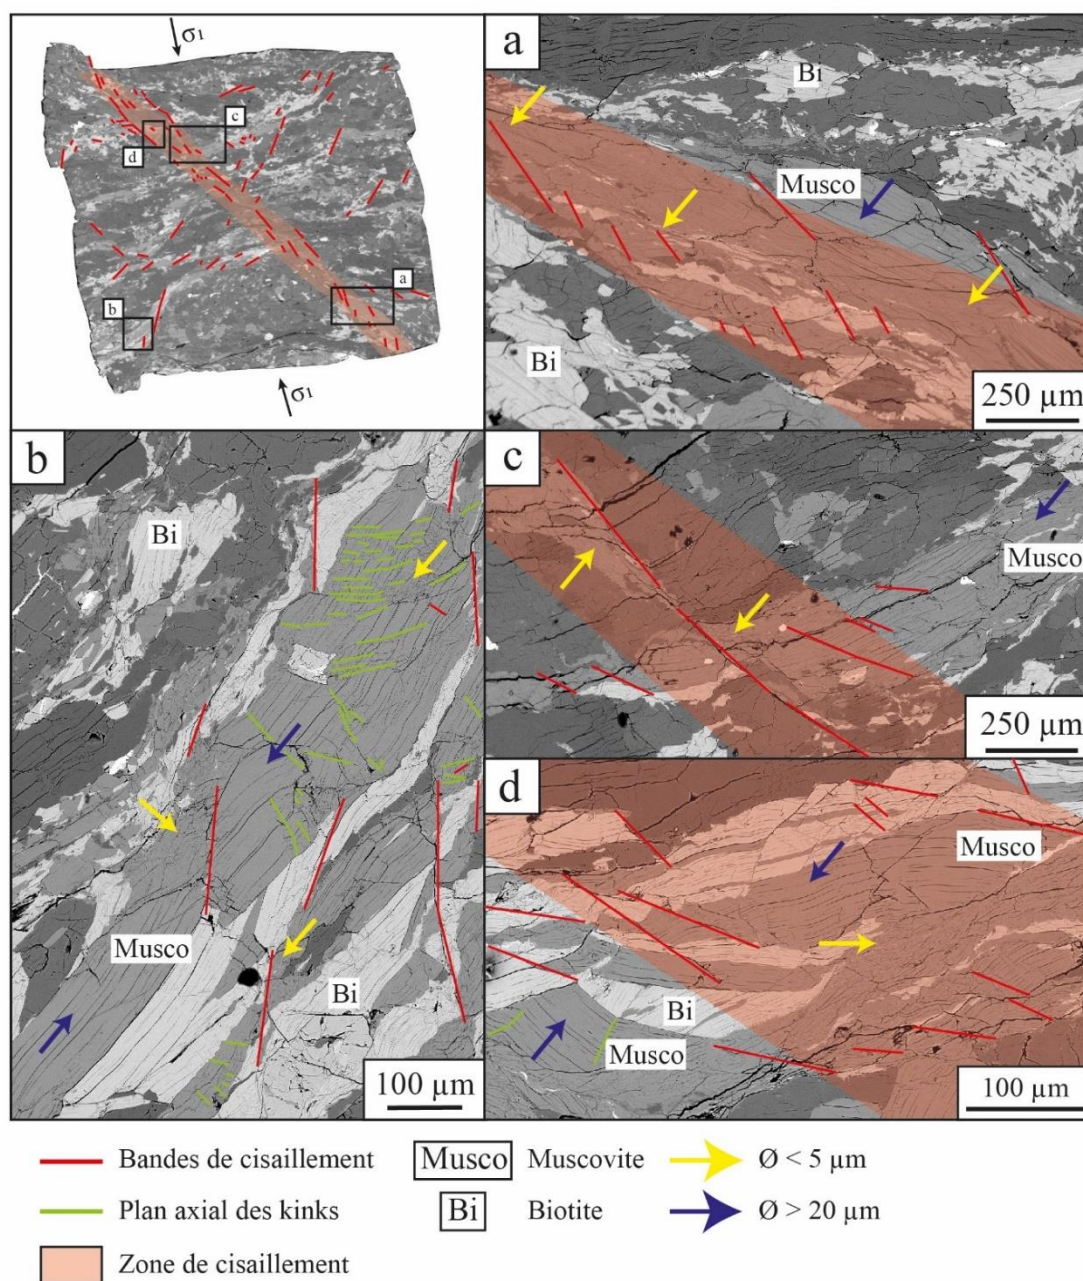 σ1
c
d
a
b
σ1
a
Bi
Musco
Bi
250 µm
b
Bi
Musco
Bi
100 µm
c
Musco
250 µm
d
Musco
Bi
Musco
100 µm
Bandes de cisaillement
Musco Muscovite
Ø < 5 µm
Plan axial des kinks
Bi Biotite
Ø > 20 µm
Zone de cisaillement